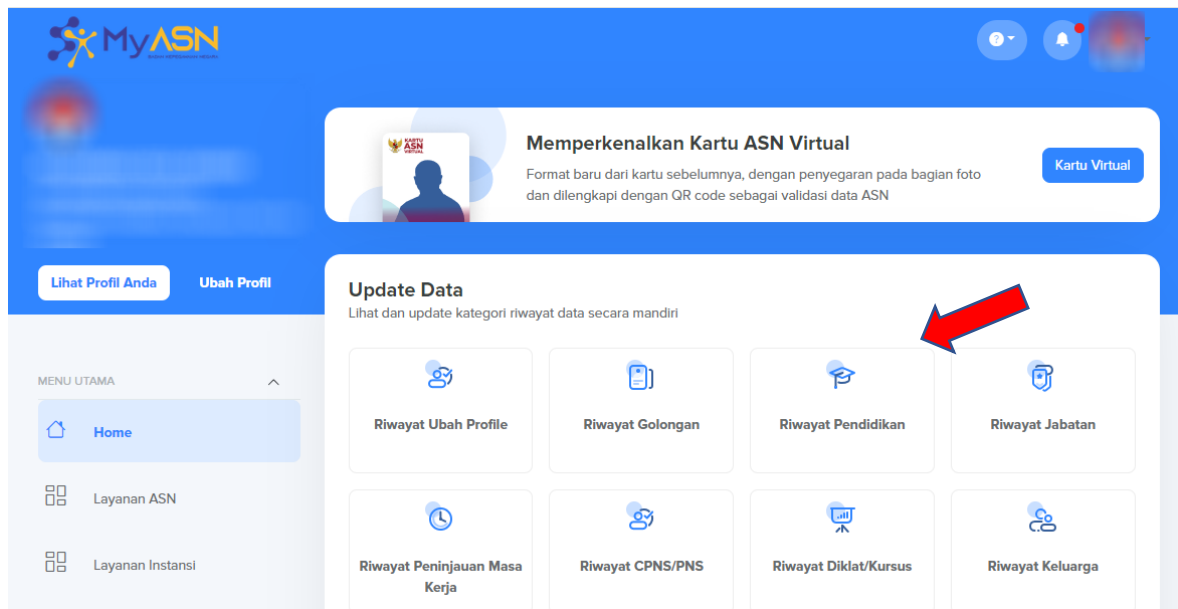 MyASN
KARTU
ASN
VIRTUAL
Memperkenalkan Kartu ASN Virtual
Format baru dari kartu sebelumnya, dengan penyegaran pada bagian foto
dan dilengkapi dengan QR code sebagai validasi data ASN
Kartu Virtual
Lihat Profil Anda
Ubah Profil
Update Data
Lihat dan update kategori riwayat data secara mandiri
MENU UTAMA
Home
Layanan ASN
Layanan Instansi
Riwayat Ubah Profile
Riwayat Golongan
Riwayat Pendidikan
Riwayat Jabatan
Riwayat Peninjauan Masa
Kerja
Riwayat CPNS/PNS
Riwayat Diklat/Kursus
Riwayat Keluarga